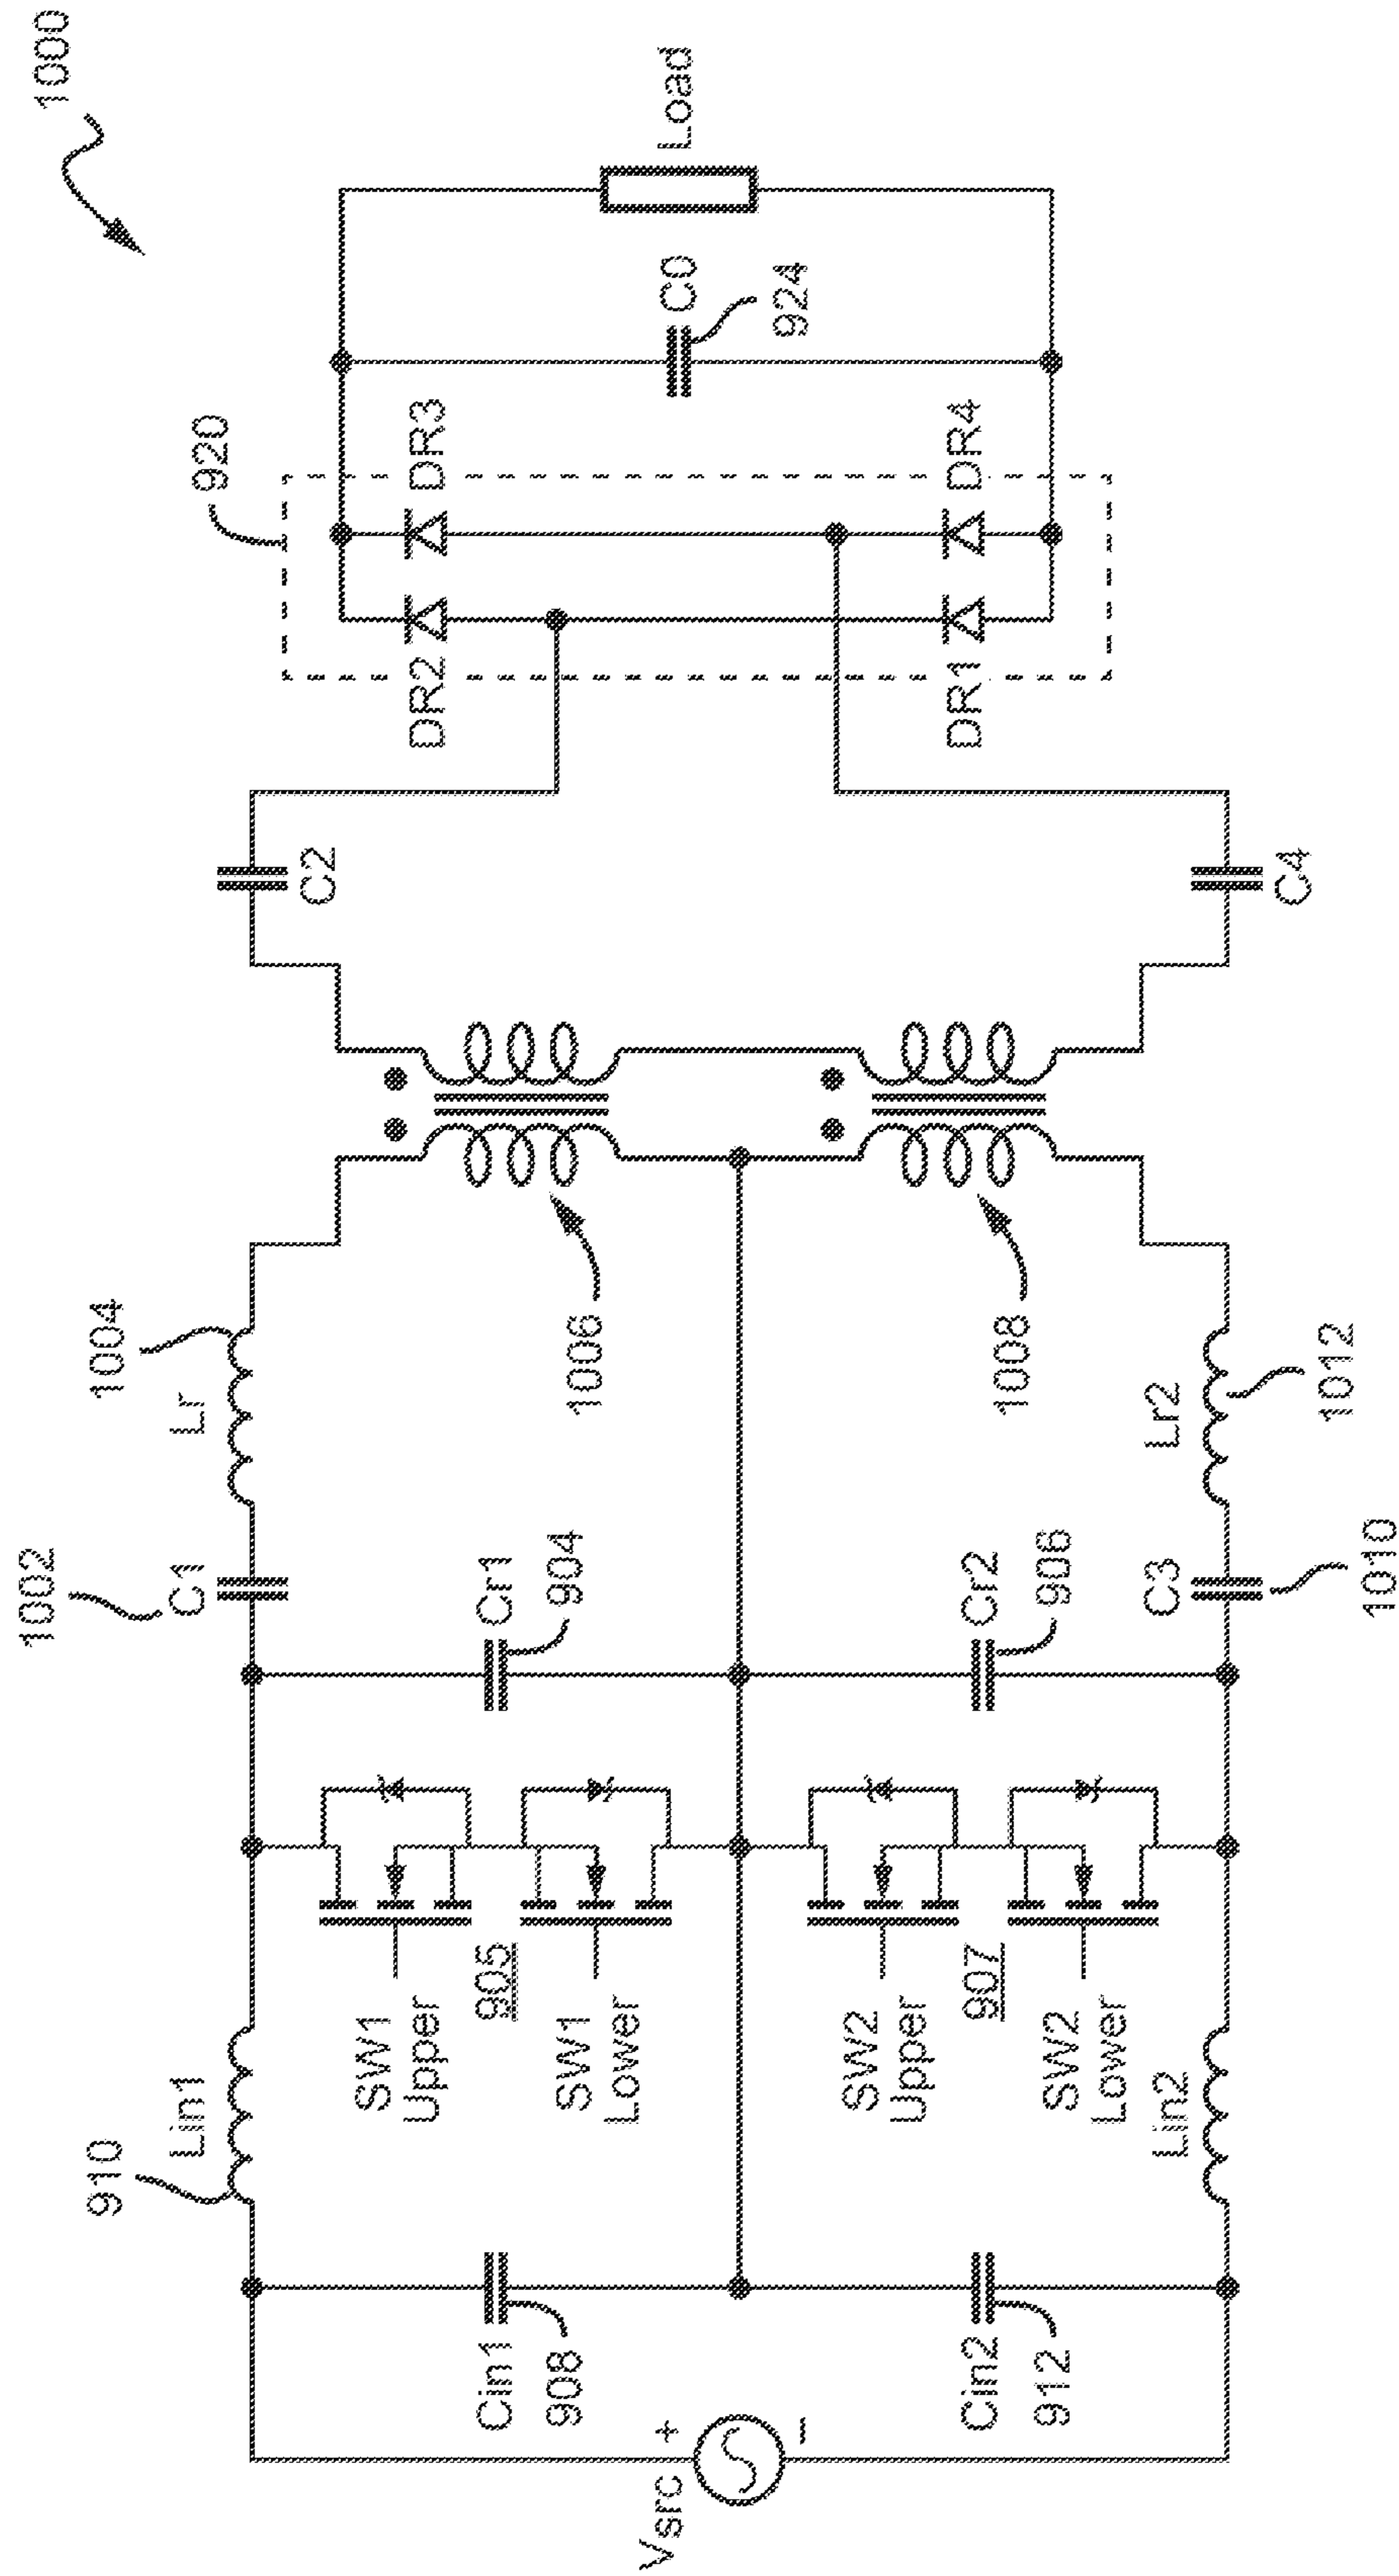 1000
Vsrc
+
–
Cin1
908
Cin2
912
910
Lin1
Lin2
SW1
Upper
905
SW1
Lower
SW2
Upper
907
SW2
Lower
1002
C1
Cr1
904
Cr2
906
C3
1010
1004
Lr
Lr2
1012
1006
1008
C2
C4
920
DR2
DR3
DR1
DR4
C0
924
Load